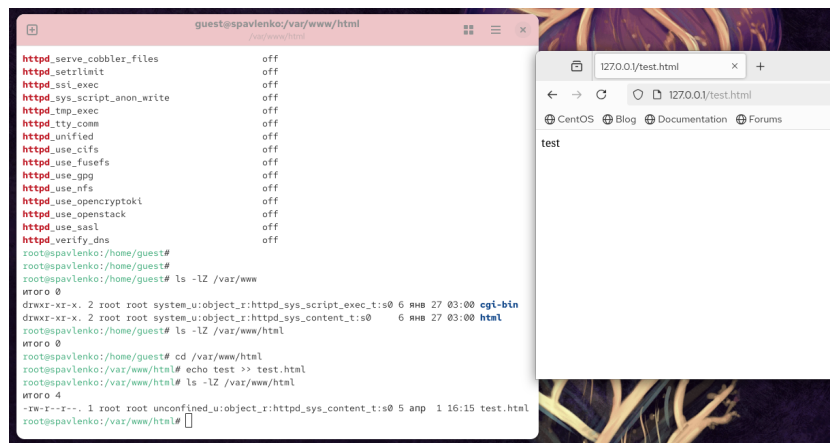 guest@spavlenko:/var/www/html
/var/www/html
httpd_serve_cobbler_files off
httpd_setrlimit off
httpd_ssi_exec off
httpd_sys_script_anon_write off
httpd_tmp_exec off
httpd_tty_comm off
httpd_unified off
httpd_use_cifs off
httpd_use_fusefs off
httpd_use_gpg off
httpd_use_nfs off
httpd_use_opencryptoki off
httpd_use_openstack off
httpd_use_sasl off
httpd_verify_dns off
root@spavlenko:/home/guest#
root@spavlenko:/home/guest#
root@spavlenko:/home/guest# ls -lZ /var/www
итого 0
drwxr-xr-x. 2 root root system_u:object_r:httpd_sys_script_exec_t:s0 6 янв 27 03:00 cgi-bin
drwxr-xr-x. 2 root root system_u:object_r:httpd_sys_content_t:s0 6 янв 27 03:00 html
root@spavlenko:/home/guest# ls -lZ /var/www/html
итого 0
root@spavlenko:/home/guest# cd /var/www/html
root@spavlenko:/var/www/html# echo test >> test.html
root@spavlenko:/var/www/html# ls -lZ /var/www/html
итого 4
-rw-r--r--. 1 root root unconfined_u:object_r:httpd_sys_content_t:s0 5 апр 1 16:15 test.html
root@spavlenko:/var/www/html#
127.0.0.1/test.html
127.0.0.1/test.html
CentOS Blog Documentation Forums
test